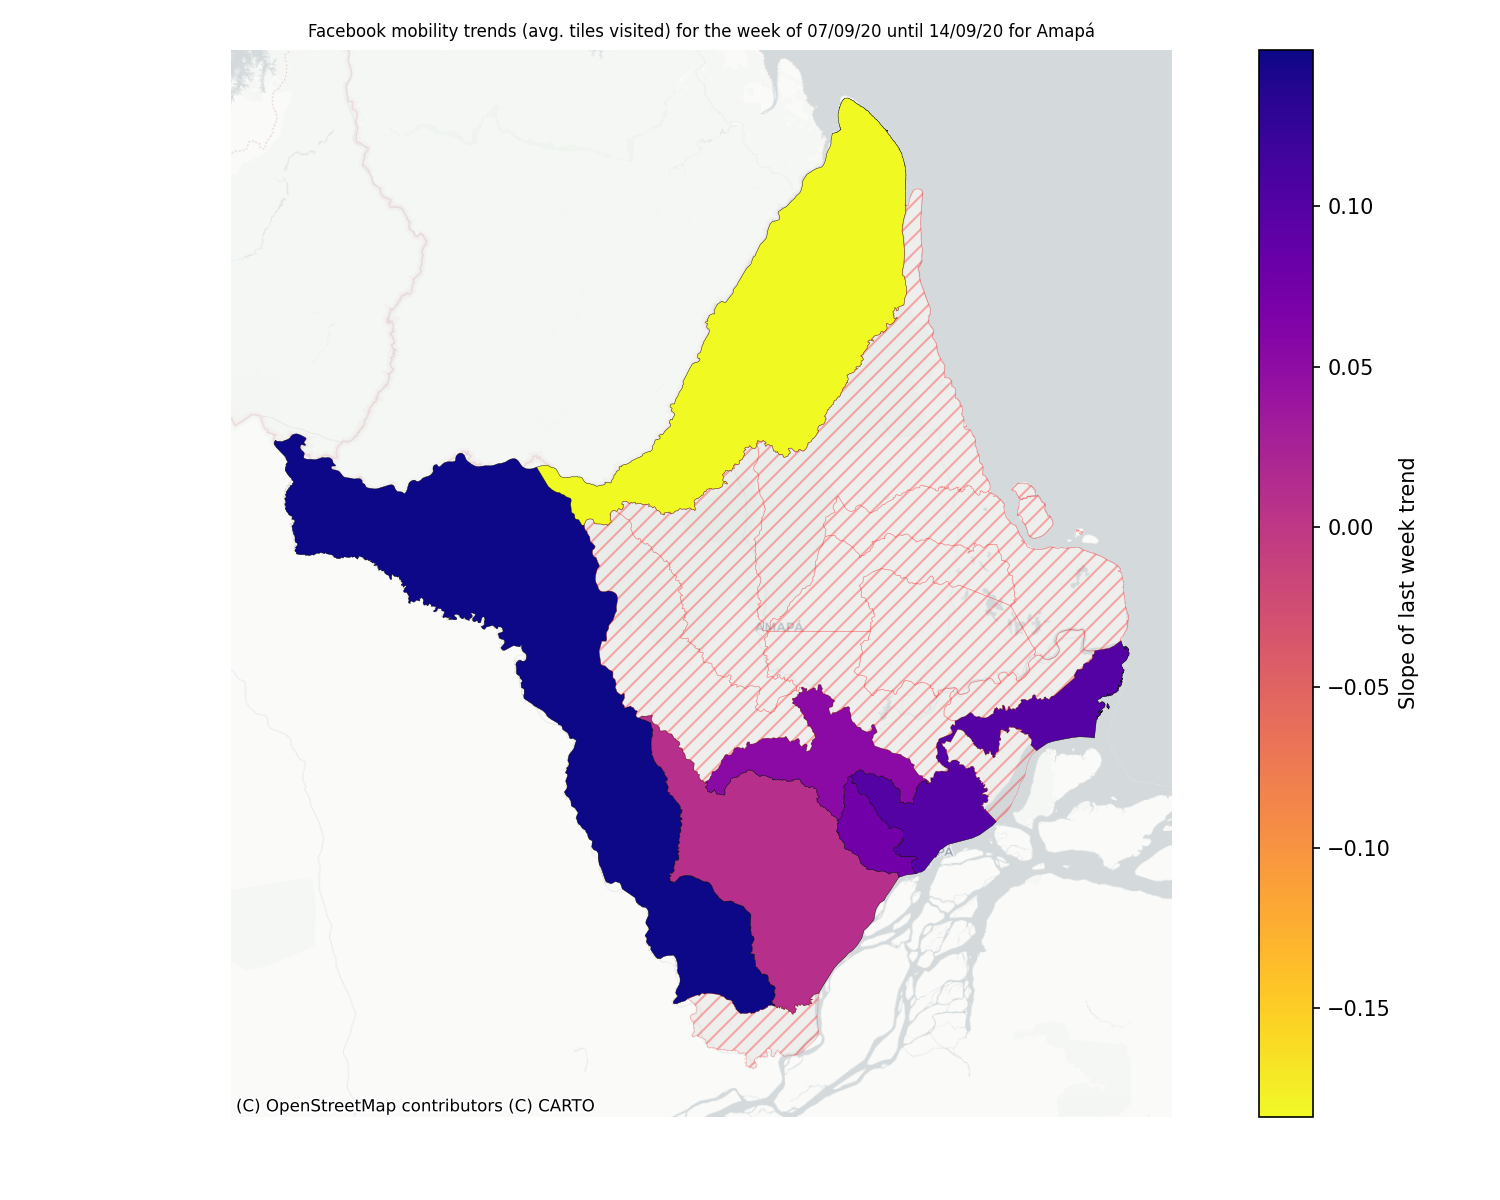 Facebook mobility trends (avg. tiles visited) for the week of 07/09/20 until 14/09/20 for Amapá
0.10
0.05
0.00
−0.05
−0.10
−0.15
Slope of last week trend
AMAPÁ
(C) OpenStreetMap contributors (C) CARTO